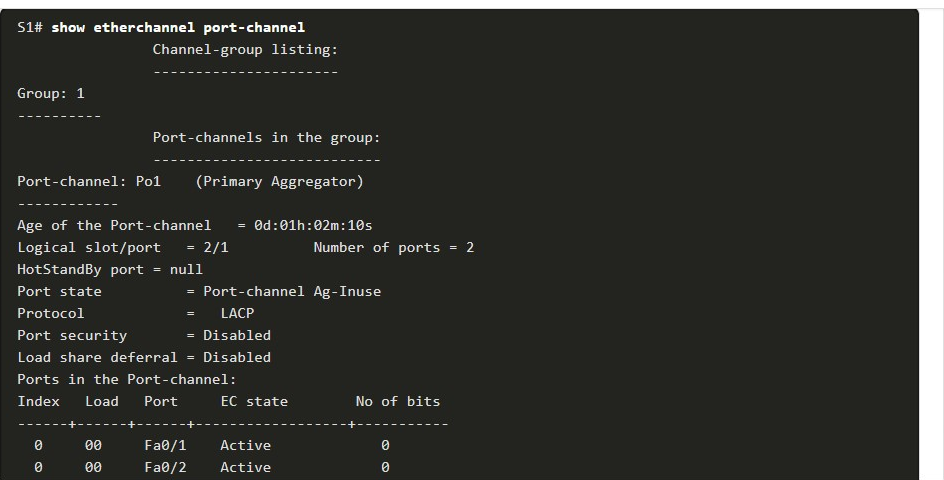 S1# show etherchannel port-channel
                Channel-group listing:
                ----------------------
Group: 1
----------
                Port-channels in the group:
                ---------------------------
Port-channel: Po1    (Primary Aggregator)
------------
Age of the Port-channel   = 0d:01h:02m:10s
Logical slot/port   = 2/1          Number of ports = 2
HotStandBy port = null
Port state          = Port-channel Ag-Inuse
Protocol            =   LACP
Port security       = Disabled
Load share deferral = Disabled
Ports in the Port-channel:
Index   Load   Port     EC state        No of bits
------+------+------+------------------+-----------
  0     00     Fa0/1    Active             0
  0     00     Fa0/2    Active             0